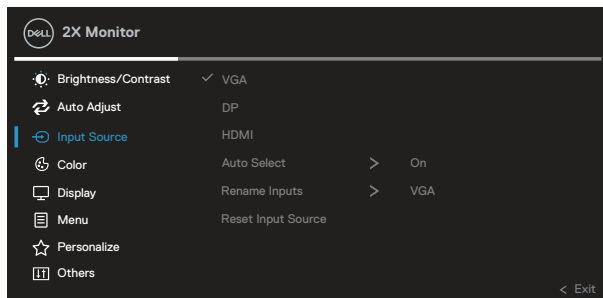 DELL 2X Monitor
Brightness/Contrast VGA
Auto Adjust DP
Input Source HDMI
Color Auto Select > On
Display Rename Inputs > VGA
Menu Reset Input Source
Personalize
Others
< Exit